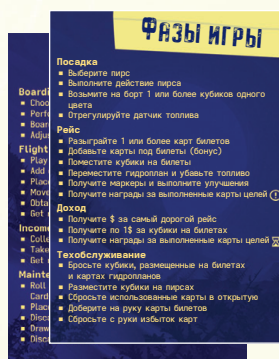 Фазы игры
Посадка
Выберите пирс
Выполните действие пирса
Возьмите на борт 1 или более кубиков одного
цвета
Отрегулируйте датчик топлива
Рейс
Разыграйте 1 или более карт билетов
Добавьте карты под билеты (бонус)
Поместите кубики на билеты
Переместите гидроплан и убавьте топливо
Получите маркеры и выполните улучшения
Получите награды за выполненные карты целей
Доход
Получите $ за самый дорогой рейс
Получите по 1$ за кубики на билетах
Получите награды за выполненные карты целей
Техобслуживание
Бросьте кубики, размещенные на билетах
и картах гидропланов
Разместите кубики на пирсах
Сбросьте использованные карты в открытую
Доберите на руку карты билетов
Сбросьте с руки избыток карт
Boardi
Choo
Perf
Boar
Adju
Flight
Play
Add
Place
Move
Obta
Get
Incom
Colle
Take
Get
Mainte
Roll
Card
Place
Disca
Draw
Disca